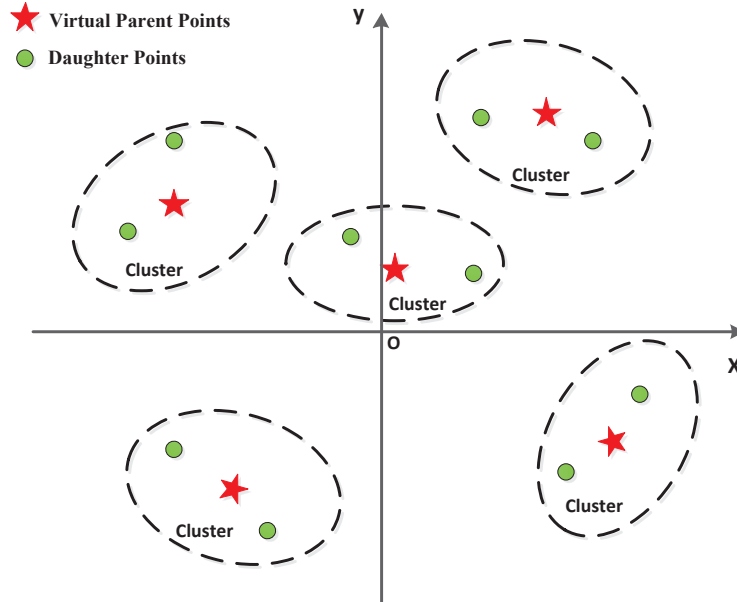 Virtual Parent Points
Daughter Points
y
Cluster
Cluster
Cluster
O
X
Cluster
Cluster